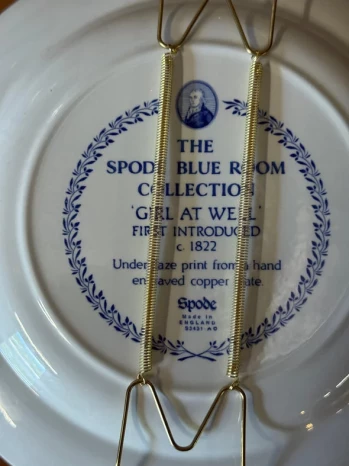 THE
SPODE BLUE ROOM
COLLECTION
'GIRL AT WELL'
FIRST INTRODUCED
c. 1822
Underglaze print from a hand
engraved copper plate.
Spode
Made in
ENGLAND